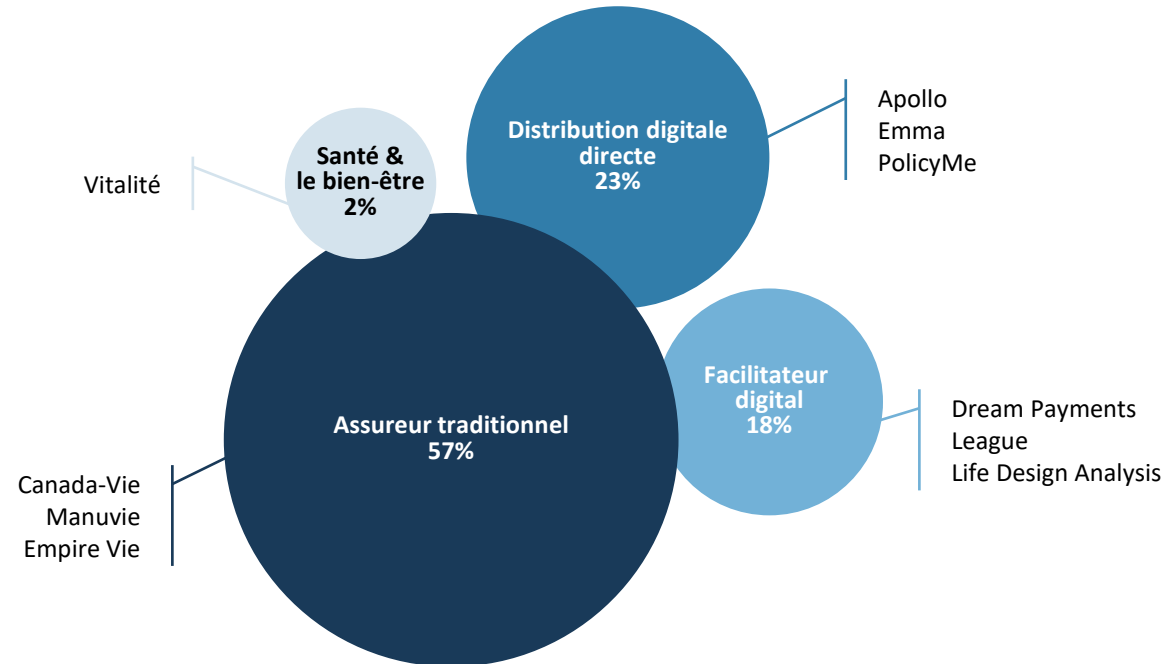 Distribution digitale
directe
23%
Apollo
Emma
PolicyMe
Santé &
le bien-être
2%
Vitalité
Facilitateur
digital
18%
Dream Payments
League
Life Design Analysis
Assureur traditionnel
57%
Canada-Vie
Manuvie
Empire Vie